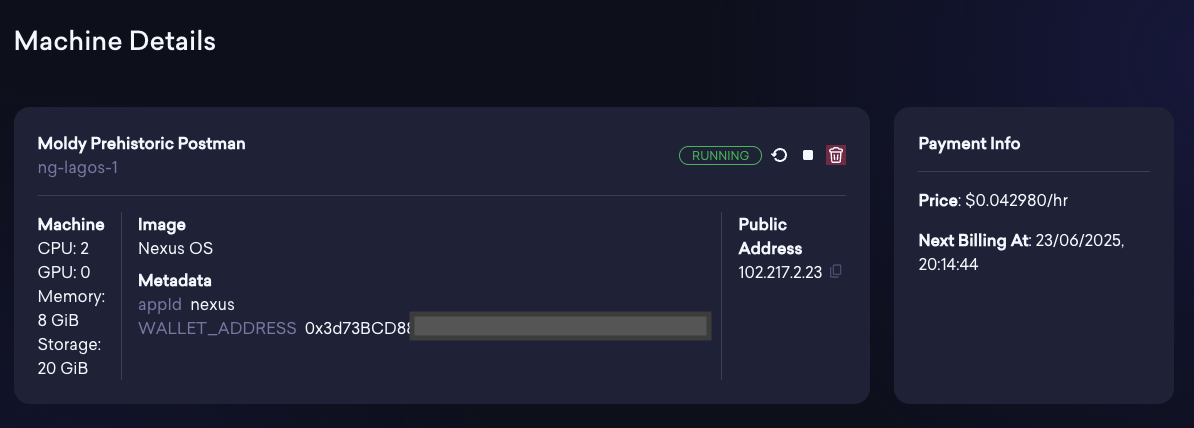 Machine Details
Moldy Prehistoric Postman
ng-lagos-1
RUNNING
Machine
CPU: 2
GPU: 0
Memory:
8 GiB
Storage:
20 GiB
Image
Nexus OS
Metadata
appId nexus
WALLET_ADDRESS 0x3d73BCD88
Public
Address
102.217.2.23
Payment Info
Price: $0.042980/hr
Next Billing At: 23/06/2025,
20:14:44